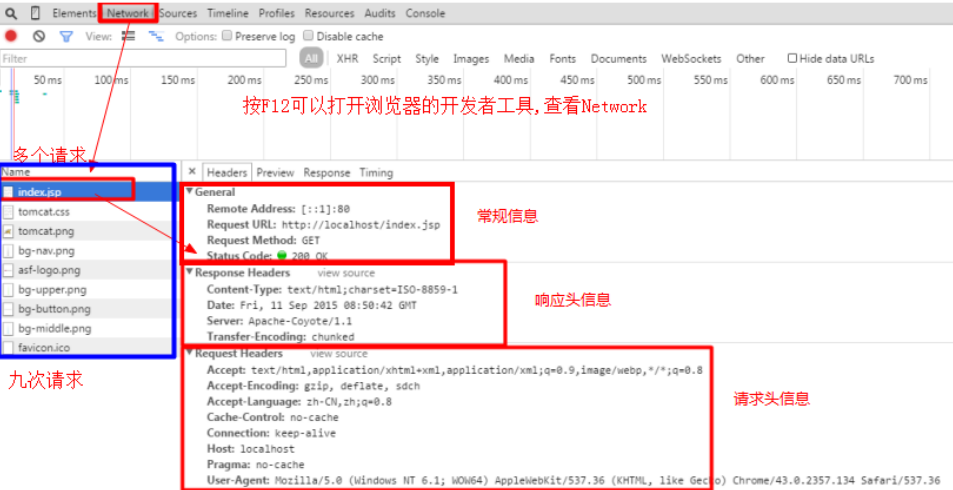 Elements Network Sources Timeline Profiles Resources Audits Console
View: Options: Preserve log Disable cache
Filter All XHR Script Style Images Media Fonts Documents WebSockets Other Hide data URLs
50 ms 100 ms 150 ms 200 ms 250 ms 300 ms 350 ms 400 ms 450 ms 500 ms 550 ms 600 ms 650 ms 700 ms
按F12可以打开浏览器的开发者工具,查看Network
多个请求
Name
index.jsp
tomcat.css
tomcat.png
bg-nav.png
asf-logo.png
bg-upper.png
bg-button.png
bg-middle.png
favicon.ico
九次请求
× Headers Preview Response Timing
General
Remote Address: [::1]:80
Request URL: http://localhost/index.jsp
Request Method: GET
Status Code: 200 OK
常规信息
Response Headers view source
Content-Type: text/html;charset=ISO-8859-1
Date: Fri, 11 Sep 2015 08:50:42 GMT
Server: Apache-Coyote/1.1
Transfer-Encoding: chunked
响应头信息
Request Headers view source
Accept: text/html,application/xhtml+xml,application/xml;q=0.9,image/webp,*/*;q=0.8
Accept-Encoding: gzip, deflate, sdch
Accept-Language: zh-CN,zh;q=0.8
Cache-Control: no-cache
Connection: keep-alive
Host: localhost
Pragma: no-cache
User-Agent: Mozilla/5.0 (Windows NT 6.1; WOW64) AppleWebKit/537.36 (KHTML, like Gecko) Chrome/43.0.2357.134 Safari/537.36
请求头信息